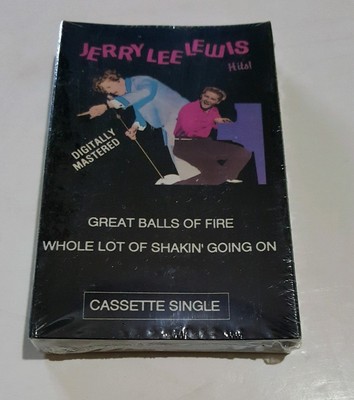 JERRY LEE LEWIS
Hits!
DIGITALLY
MASTERED
GREAT BALLS OF FIRE
WHOLE LOT OF SHAKIN' GOING ON
CASSETTE SINGLE